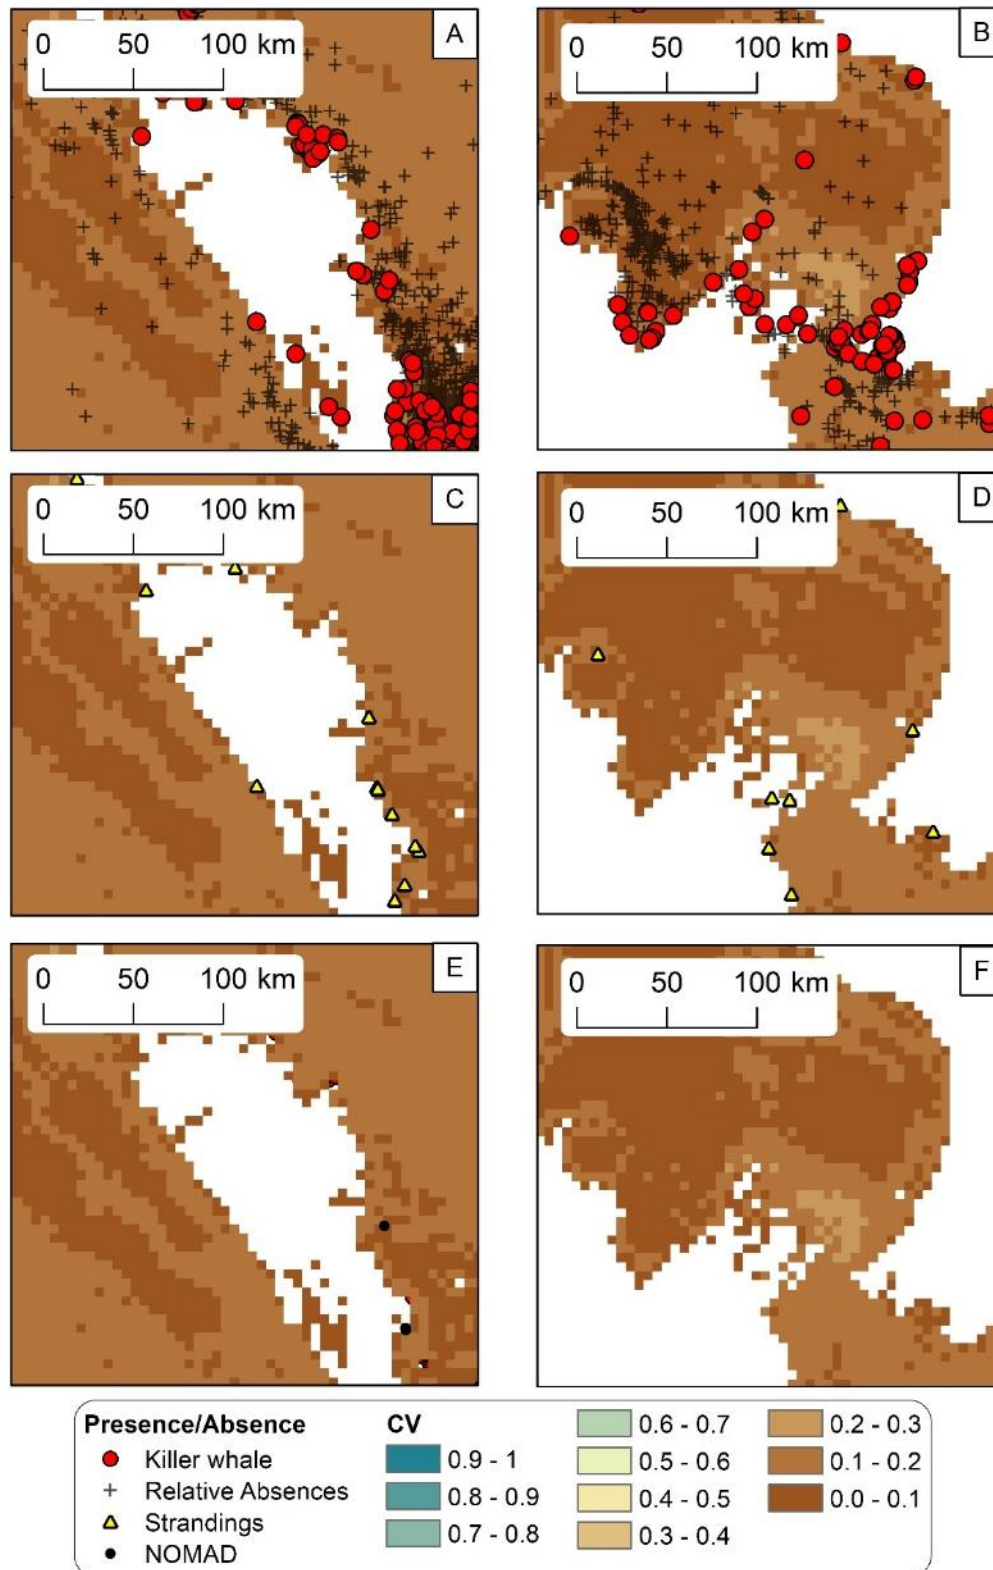 0 50 100 km A
0 50 100 km B
0 50 100 km C
0 50 100 km D
0 50 100 km E
0 50 100 km F
Presence/Absence
Killer whale
Relative Absences
Strandings
NOMAD
CV
0.9 - 1
0.8 - 0.9
0.7 - 0.8
0.6 - 0.7
0.5 - 0.6
0.4 - 0.5
0.3 - 0.4
0.2 - 0.3
0.1 - 0.2
0.0 - 0.1